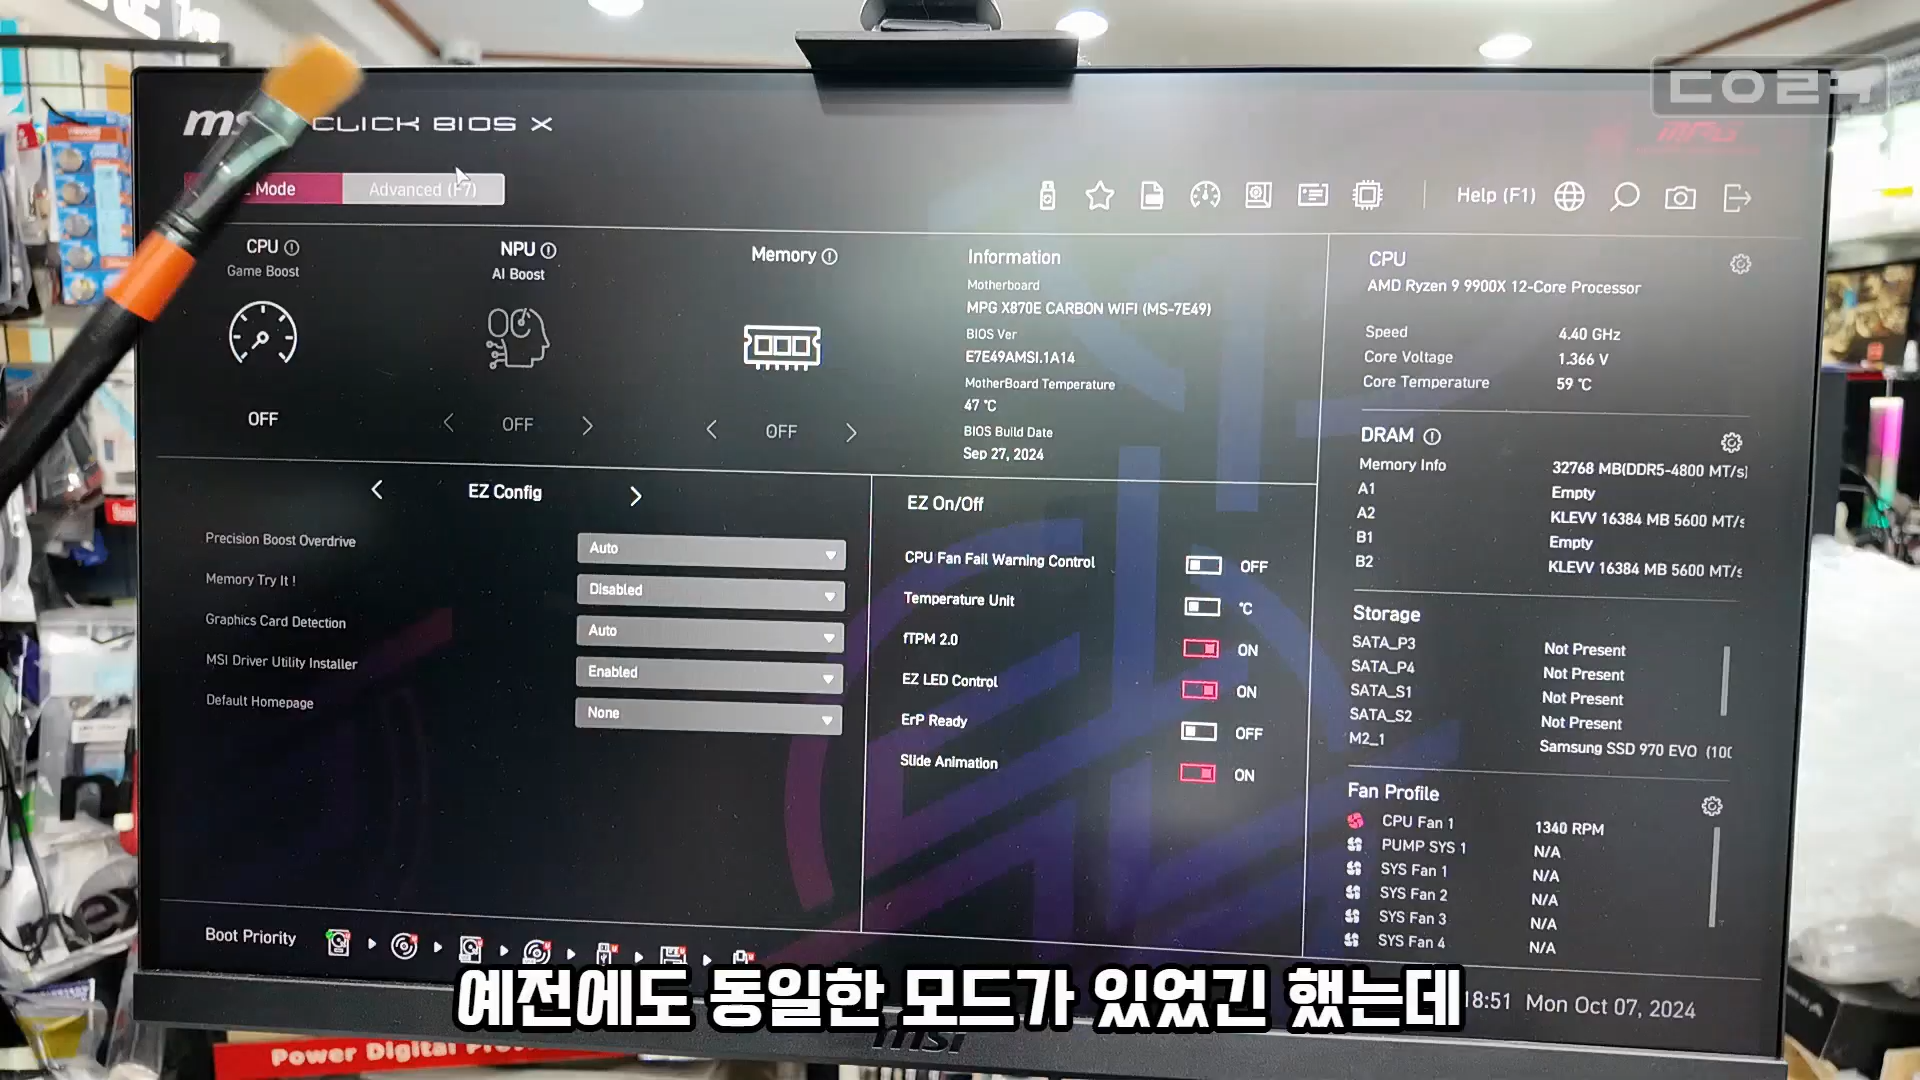 CLICK BIOS X
Mode
Advanced (F7)
Help (F1)
CPU
Game Boost
OFF
NPU
AI Boost
OFF
Memory
OFF
Information
Motherboard
MPG X870E CARBON WIFI (MS-7E49)
BIOS Ver
E7E49AMSI.1A14
MotherBoard Temperature
47 °C
BIOS Build Date
Sep 27, 2024
EZ Config
Precision Boost Overdrive Auto
Memory Try It ! Disabled
Graphics Card Detection Auto
MSI Driver Utility Installer Enabled
Default Homepage None
EZ On/Off
CPU Fan Fail Warning Control OFF
Temperature Unit °C
fTPM 2.0 ON
EZ LED Control ON
ErP Ready OFF
Slide Animation ON
CPU
AMD Ryzen 9 9900X 12-Core Processor
Speed 4.40 GHz
Core Voltage 1.366 V
Core Temperature 59 °C
DRAM
Memory Info 32768 MB(DDR5-4800 MT/s)
A1 Empty
A2 KLEVV 16384 MB 5600 MT/s
B1 Empty
B2 KLEVV 16384 MB 5600 MT/s
Storage
SATA_P3 Not Present
SATA_P4 Not Present
SATA_S1 Not Present
SATA_S2 Not Present
M2_1 Samsung SSD 970 EVO (100
Fan Profile
CPU Fan 1 1340 RPM
PUMP SYS 1 N/A
SYS Fan 1 N/A
SYS Fan 2 N/A
SYS Fan 3 N/A
SYS Fan 4 N/A
Boot Priority
18:51 Mon Oct 07, 2024
예전에도 동일한 모드가 있었긴 했는데
msi
Power Digital